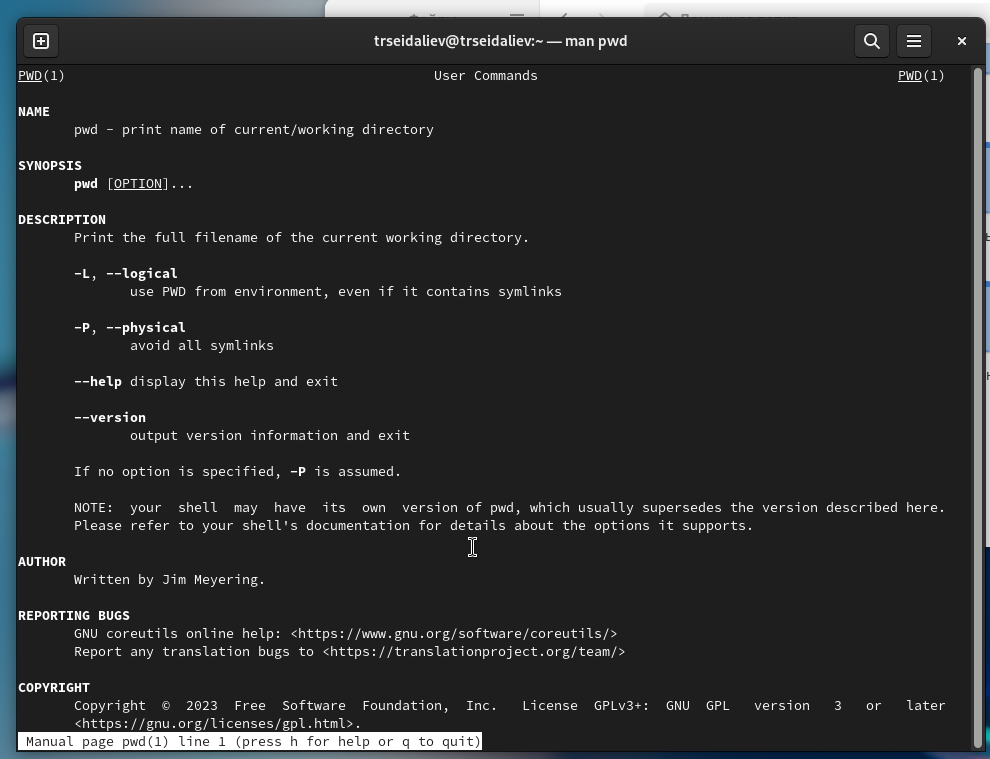 trseidaliev@trseidaliev:~ — man pwd
PWD(1) User Commands PWD(1)
NAME
pwd - print name of current/working directory
SYNOPSIS
pwd [OPTION]...
DESCRIPTION
Print the full filename of the current working directory.
-L, --logical
use PWD from environment, even if it contains symlinks
-P, --physical
avoid all symlinks
--help display this help and exit
--version
output version information and exit
If no option is specified, -P is assumed.
NOTE: your shell may have its own version of pwd, which usually supersedes the version described here.
Please refer to your shell's documentation for details about the options it supports.
AUTHOR
Written by Jim Meyering.
REPORTING BUGS
GNU coreutils online help: <https://www.gnu.org/software/coreutils/>
Report any translation bugs to <https://translationproject.org/team/>
COPYRIGHT
Copyright © 2023 Free Software Foundation, Inc. License GPLv3+: GNU GPL version 3 or later
<https://gnu.org/licenses/gpl.html>.
Manual page pwd(1) line 1 (press h for help or q to quit)